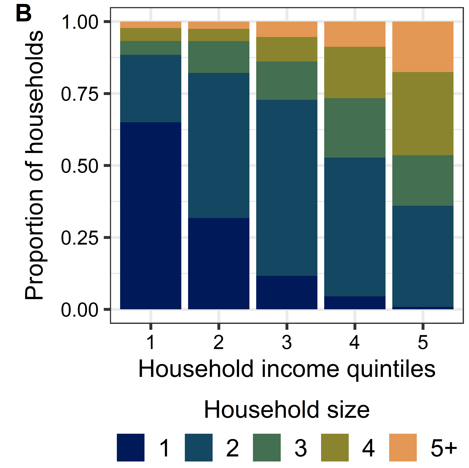 B
Proportion of households
1.00
0.75
0.50
0.25
0.00
1 2 3 4 5
Household income quintiles
Household size
1 2 3 4 5+